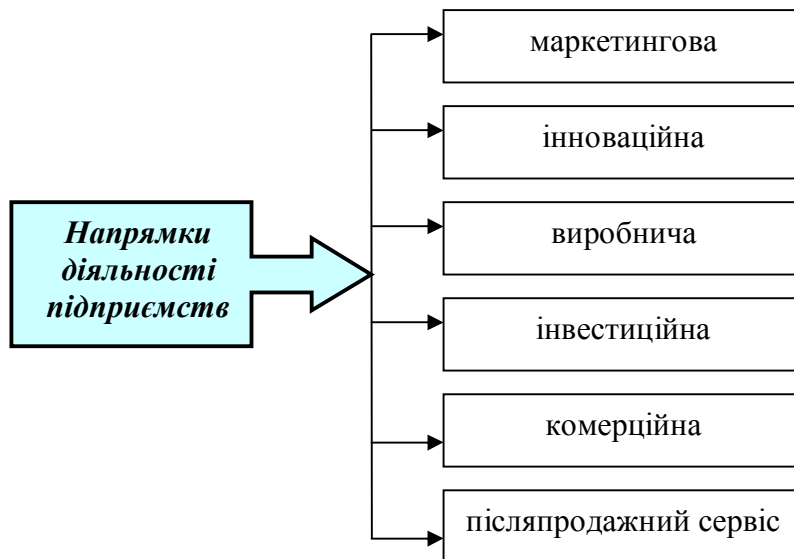 Напрямки
діяльності
підприємств
маркетингова
інноваційна
виробнича
інвестиційна
комерційна
післяпродажний сервіс